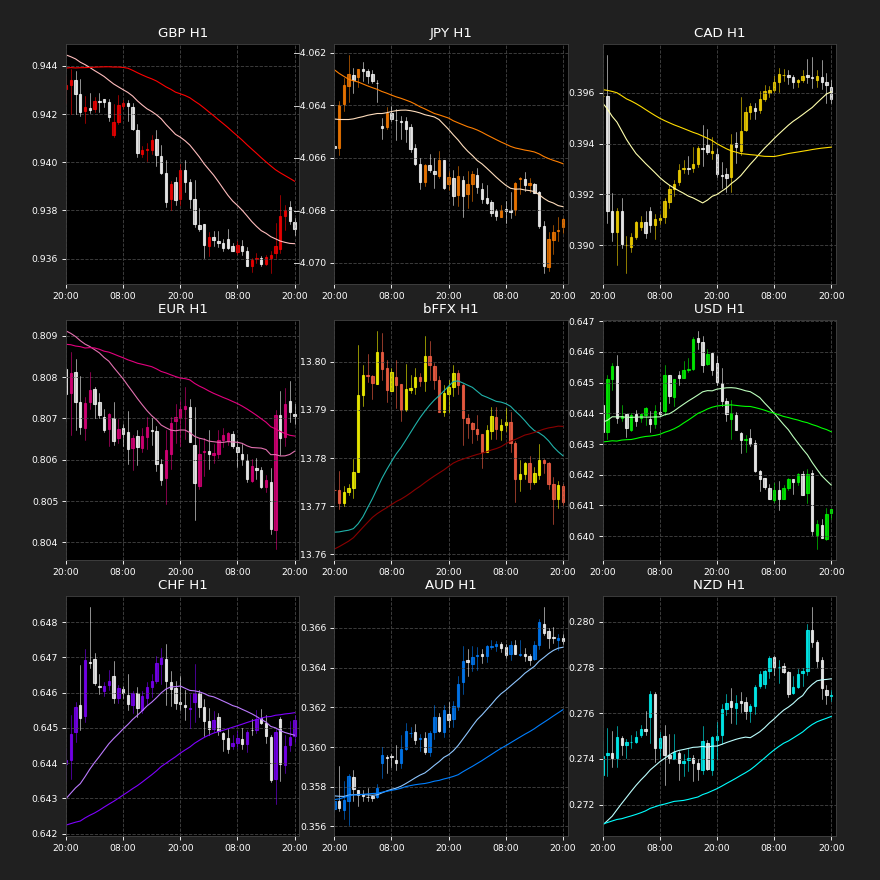 GBP H1
JPY H1
CAD H1
0.944
0.942
0.940
0.938
0.936
−4.062
−4.064
−4.066
−4.068
−4.070
0.396
0.394
0.392
0.390
20:00 08:00 20:00 08:00 20:00
20:00 08:00 20:00 08:00 20:00
20:00 08:00 20:00 08:00 20:00
EUR H1
bFFX H1
USD H1
0.809
0.808
0.807
0.806
0.805
0.804
13.80
13.79
13.78
13.77
13.76
0.647
0.646
0.645
0.644
0.643
0.642
0.641
0.640
20:00 08:00 20:00 08:00 20:00
20:00 08:00 20:00 08:00 20:00
20:00 08:00 20:00 08:00 20:00
CHF H1
AUD H1
NZD H1
0.648
0.647
0.646
0.645
0.644
0.643
0.642
0.366
0.364
0.362
0.360
0.358
0.356
0.280
0.278
0.276
0.274
0.272
20:00 08:00 20:00 08:00 20:00
20:00 08:00 20:00 08:00 20:00
20:00 08:00 20:00 08:00 20:00